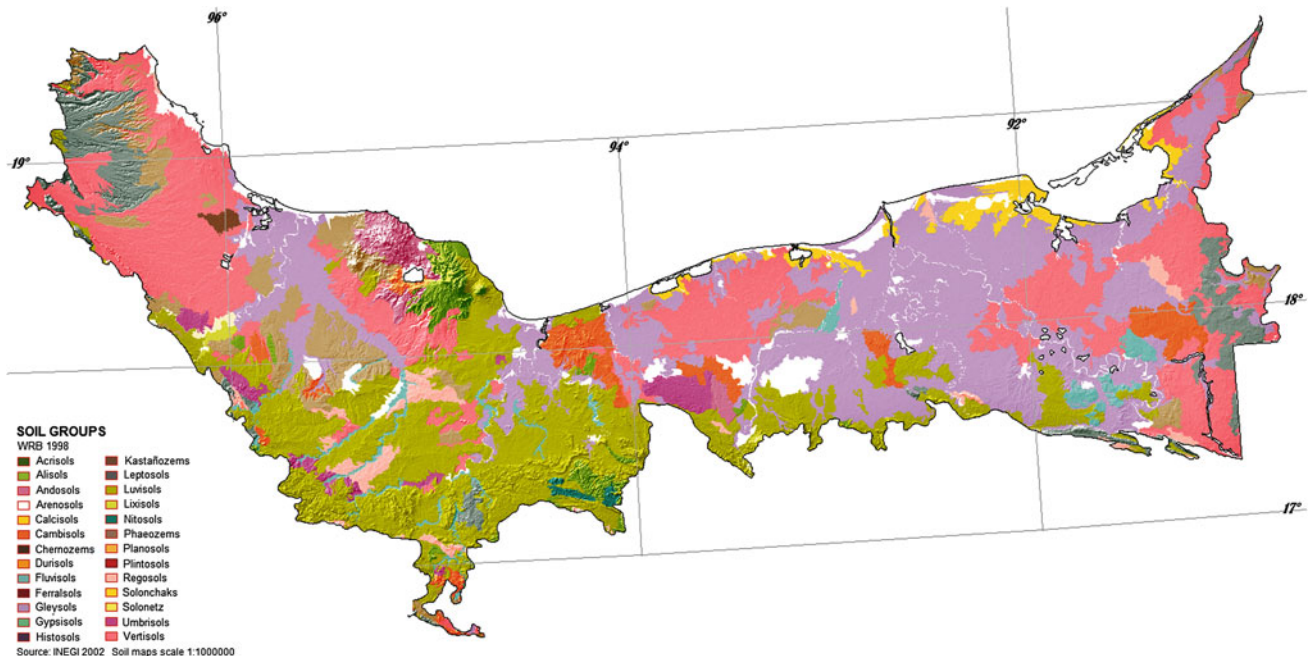 96°
92°
94°
19°
18°
17°
SOIL GROUPS
WRB 1998
Acrisols
Alisols
Andosols
Arenosols
Calcisols
Cambisols
Chernozems
Durisols
Fluvisols
Ferralsols
Gleysols
Gypsisols
Histosols
Kastañozems
Leptosols
Luvisols
Lixisols
Nitosols
Phaeozems
Planosols
Plintosols
Regosols
Solonchaks
Solonetz
Umbrisols
Vertisols
Source: INEGI 2002 Soil maps scale 1:1000000